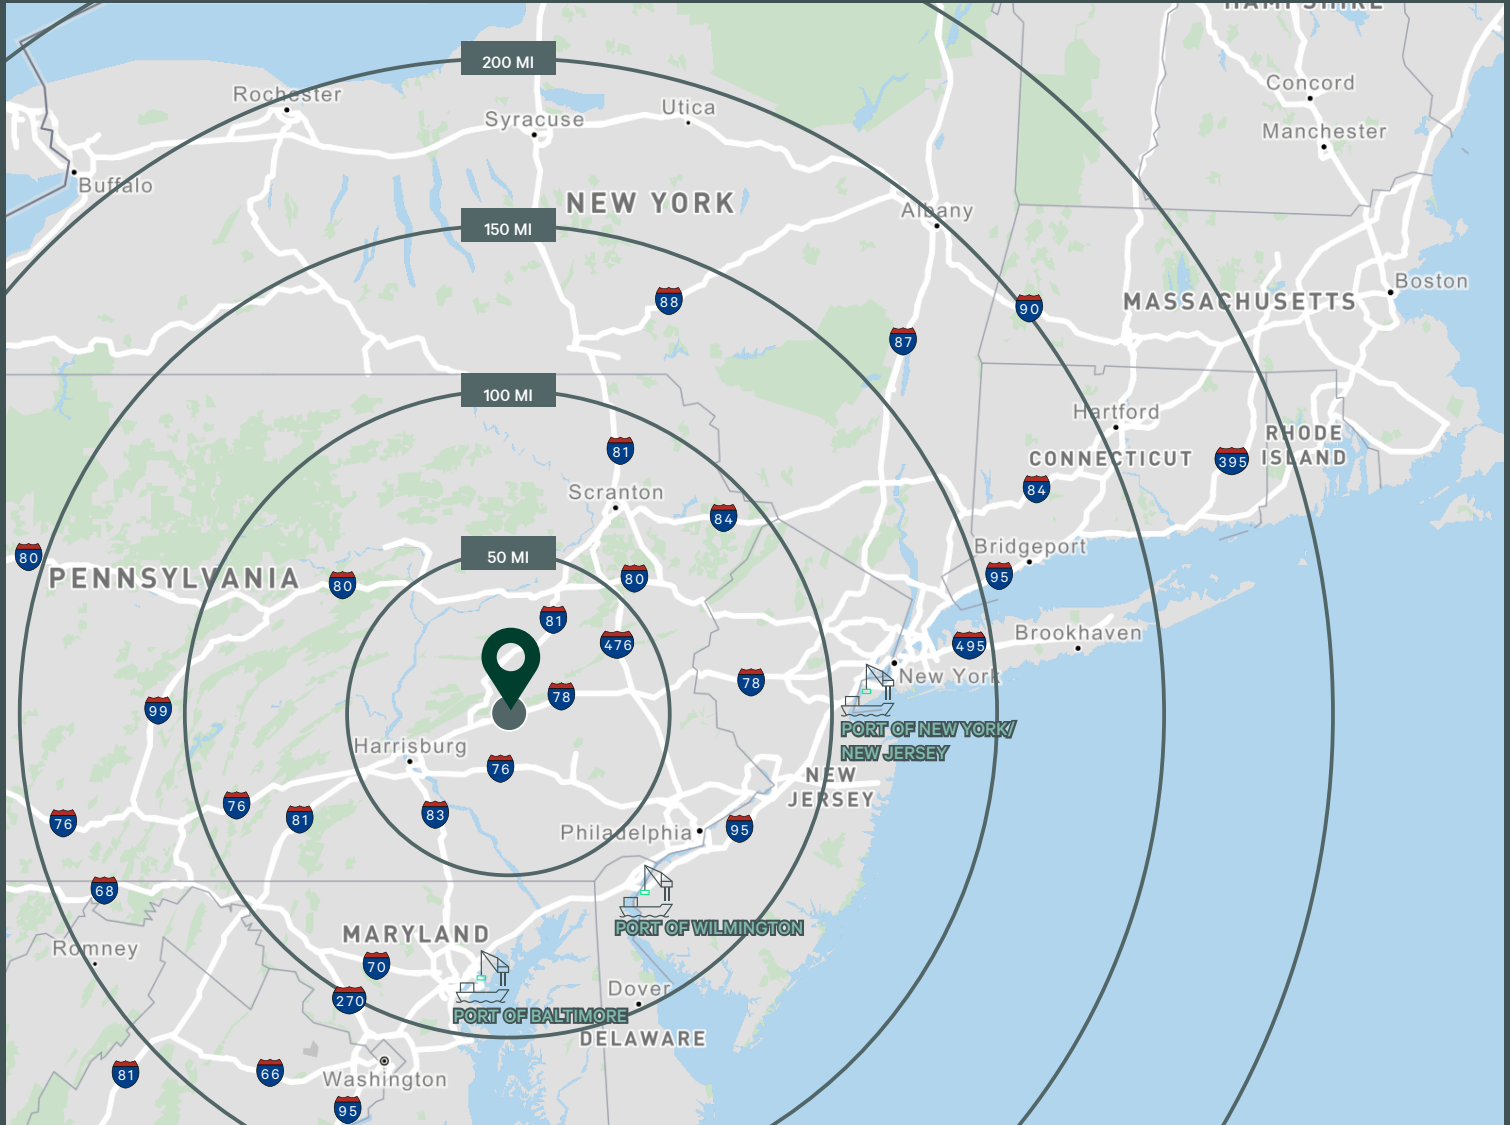 HAMPSHIRE
200 MI
Concord
Rochester
Utica
Syracuse
Manchester
Buffalo
NEW YORK
Albany
150 MI
Boston
88
90
MASSACHUSETTS
87
100 MI
Hartford
RHODE
ISLAND
81
CONNECTICUT
395
84
Scranton
84
Bridgeport
50 MI
80
PENNSYLVANIA
80
80
95
81
476
495
Brookhaven
New York
78
78
99
PORT OF NEW YORK/
NEW JERSEY
Harrisburg
76
NEW
JERSEY
76
81
83
76
Philadelphia
95
68
PORT OF WILMINGTON
MARYLAND
Romney
70
270
Dover
PORT OF BALTIMORE
DELAWARE
81
66
Washington
95